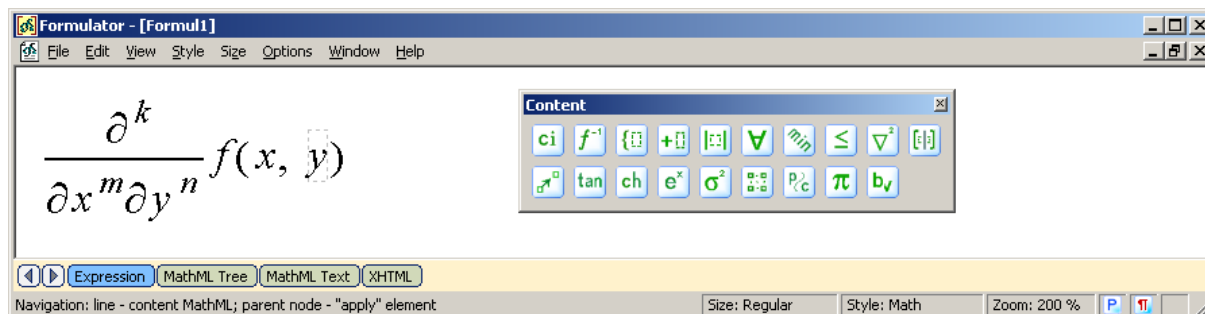 Formulator - [Formul1]
File Edit View Style Size Options Window Help
∂^k
∂x^m∂y^n f(x, y)
Content
ci f⁻¹ {▯ +▯ |▯| ∀ ≤ ∇² [▯|▯]
tan ch eˣ σ² P/c π b√
Expression MathML Tree MathML Text XHTML
Navigation: line - content MathML; parent node - "apply" element Size: Regular Style: Math Zoom: 200 % P ¶